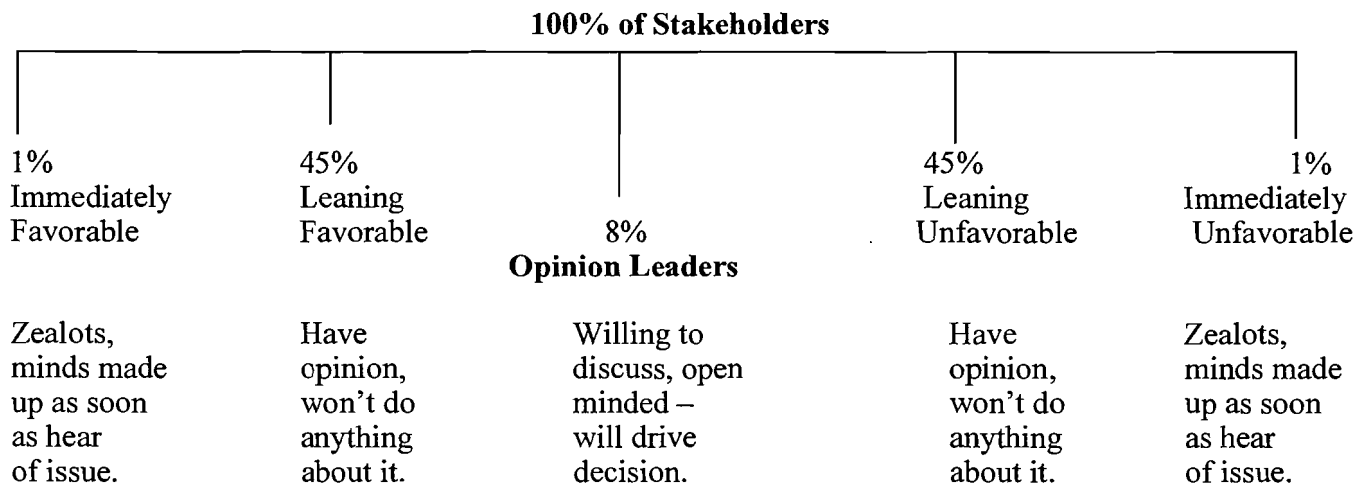 100% of Stakeholders
1%
Immediately
Favorable
45%
Leaning
Favorable
8%
Opinion Leaders
45%
Leaning
Unfavorable
1%
Immediately
Unfavorable
Zealots,
minds made
up as soon
as hear
of issue.
Have
opinion,
won't do
anything
about it.
Willing to
discuss, open
minded –
will drive
decision.
Have
opinion,
won't do
anything
about it.
Zealots,
minds made
up as soon
as hear
of issue.